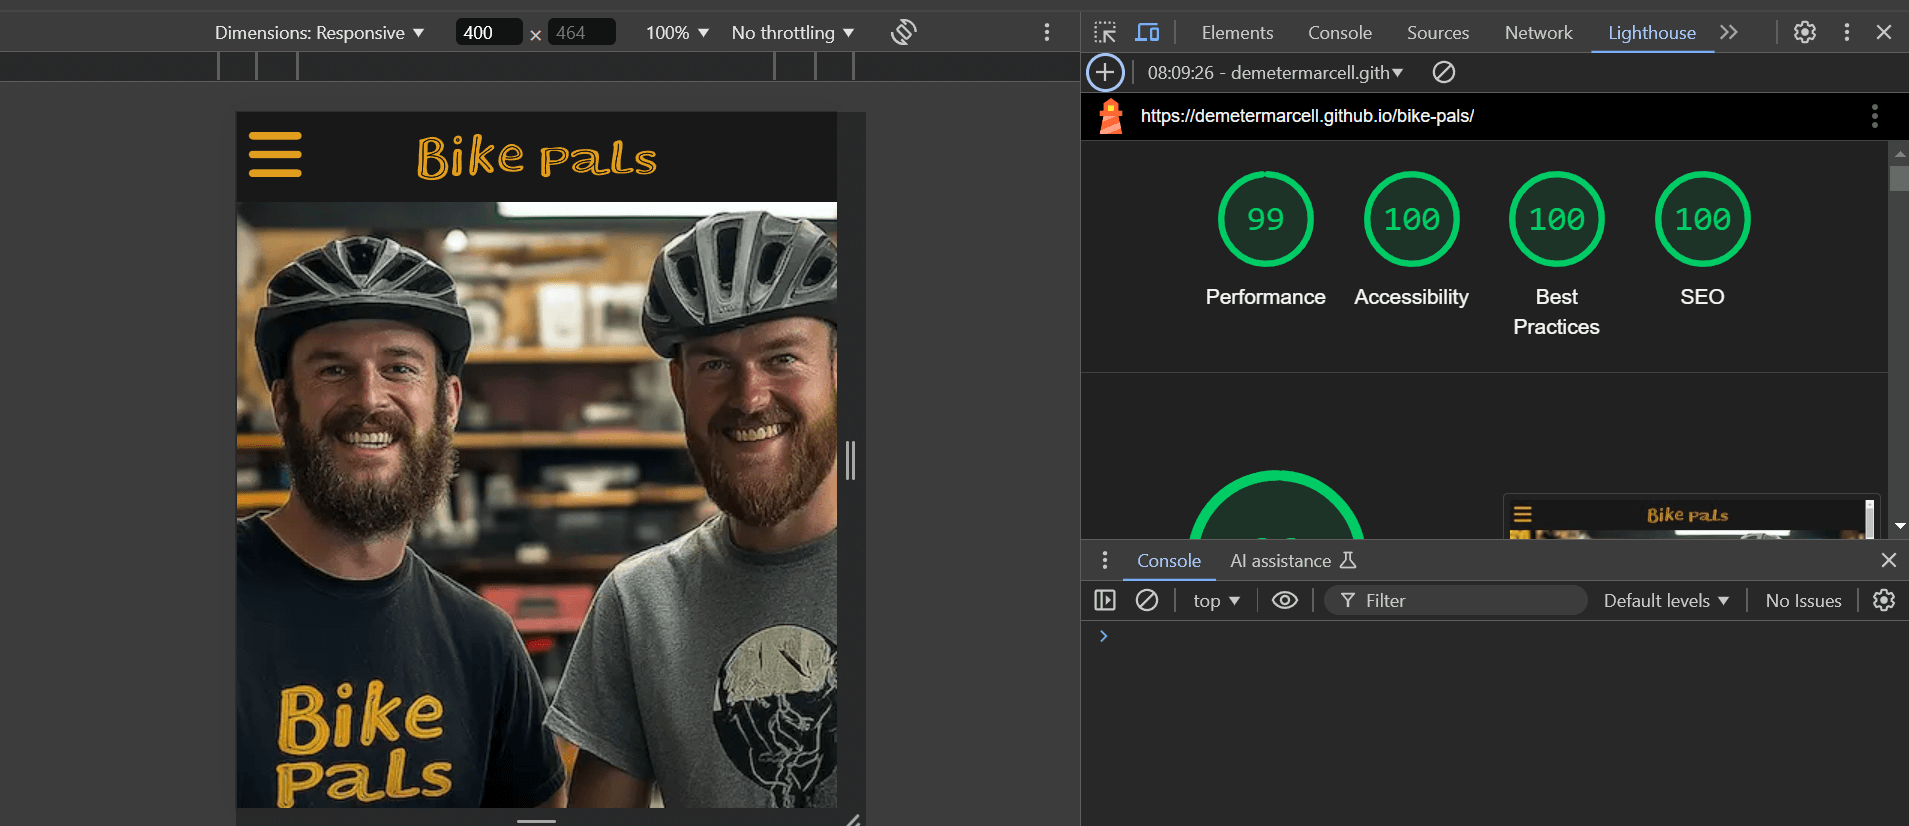 Dimensions: Responsive ▼ 400 × 464 100% ▼ No throttling ▼
Elements Console Sources Network Lighthouse
08:09:26 - demetermarcell.gith ▼
https://demetermarcell.github.io/bike-pals/
Bike pals
99 100 100 100
Performance Accessibility Best Practices SEO
Bike pals
Console AI assistance
top ▼ Filter Default levels ▼ No Issues
Bike
pals